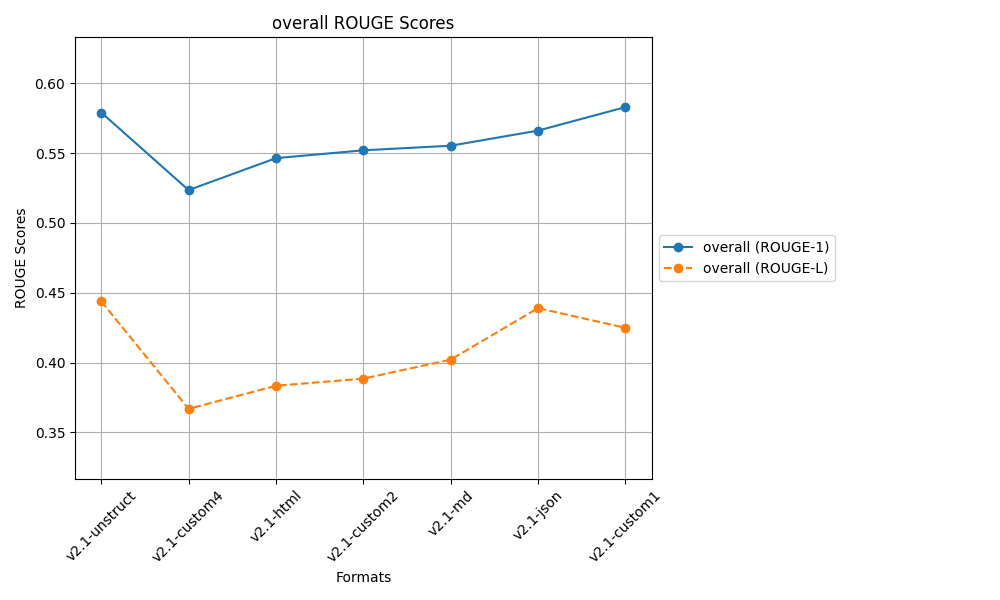 overall ROUGE Scores
ROUGE Scores
0.60
0.55
0.50
0.45
0.40
0.35
v2.1-unstruct
v2.1-custom4
v2.1-html
v2.1-custom2
v2.1-md
v2.1-json
v2.1-custom1
Formats
overall (ROUGE-1)
overall (ROUGE-L)